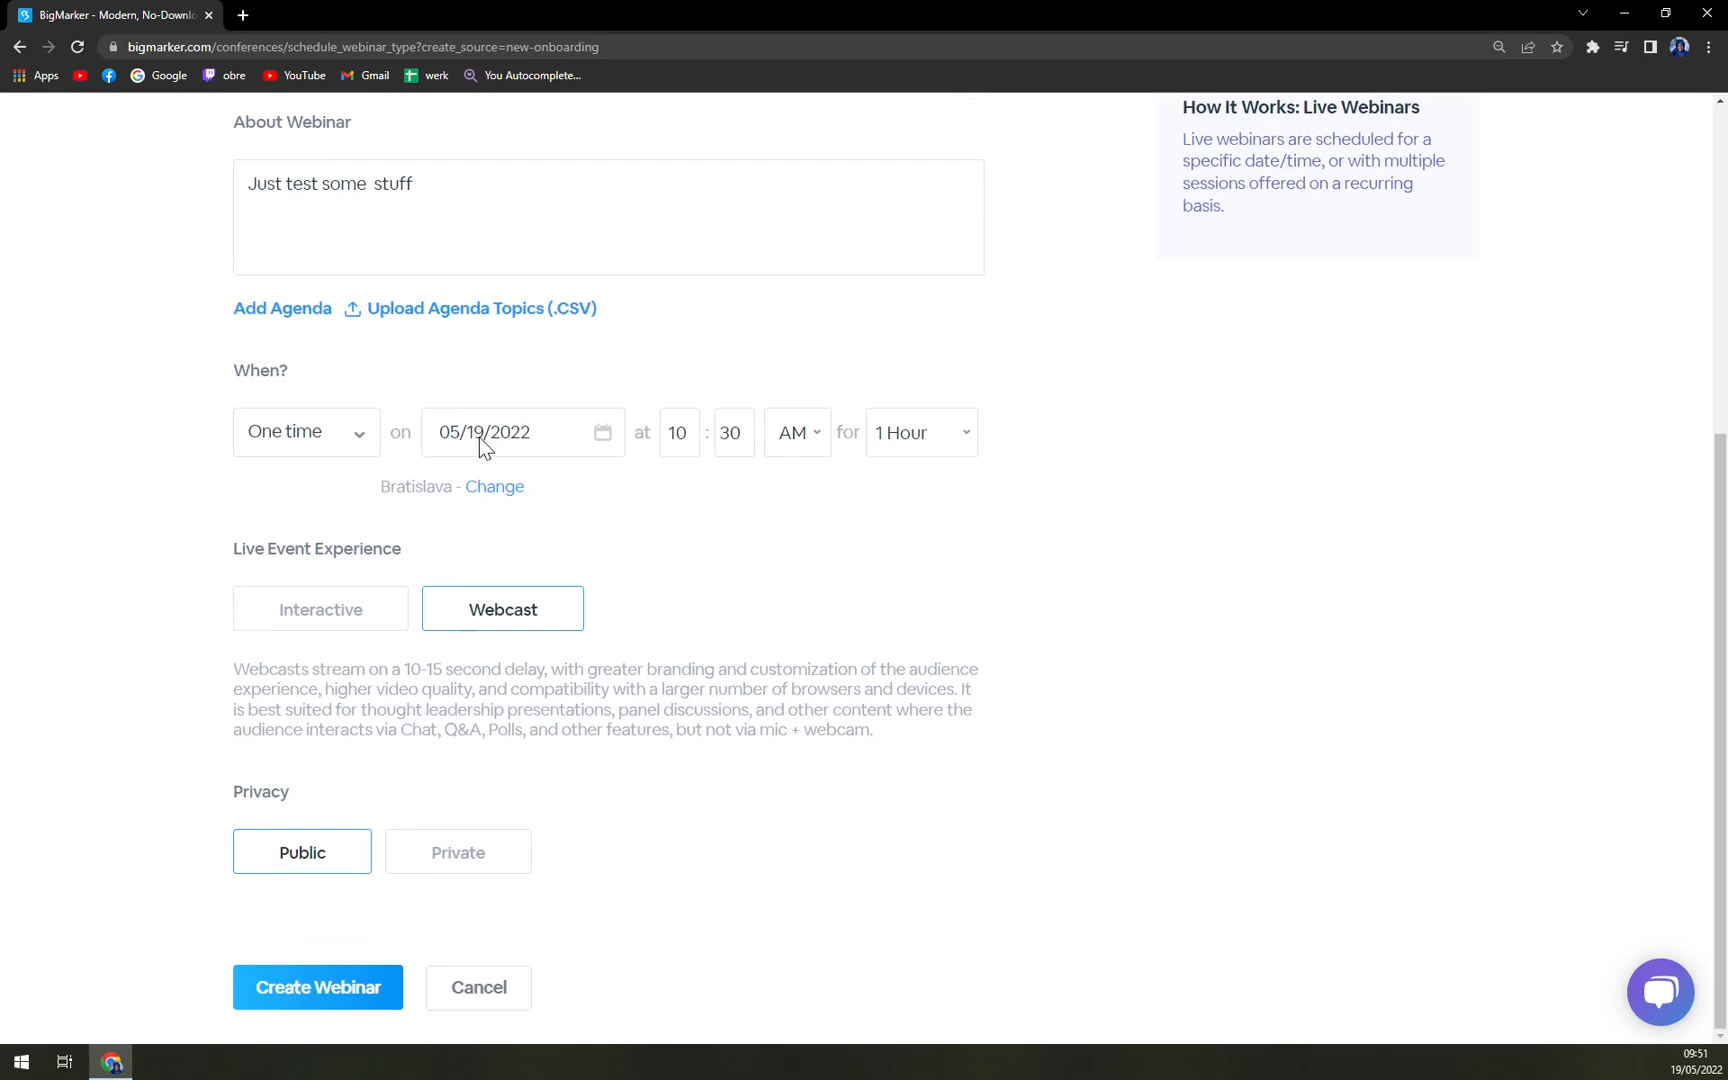 BigMarker - Modern, No-Downlo
bigmarker.com/conferences/schedule_webinar_type?create_source=new-onboarding
Apps
Google
obre
YouTube
Gmail
werk
You Autocomplete...
About Webinar
Just test some  stuff
Add Agenda
Upload Agenda Topics (.CSV)
How It Works: Live Webinars
Live webinars are scheduled for a
specific date/time, or with multiple
sessions offered on a recurring
basis.
When?
One time on 05/19/2022 at 10 : 30 AM for 1 Hour
Bratislava - Change
Live Event Experience
Interactive
Webcast
Webcasts stream on a 10-15 second delay, with greater branding and customization of the audience
experience, higher video quality, and compatibility with a larger number of browsers and devices. It
is best suited for thought leadership presentations, panel discussions, and other content where the
audience interacts via Chat, Q&A, Polls, and other features, but not via mic + webcam.
Privacy
Public
Private
Create Webinar
Cancel
09:51
19/05/2022